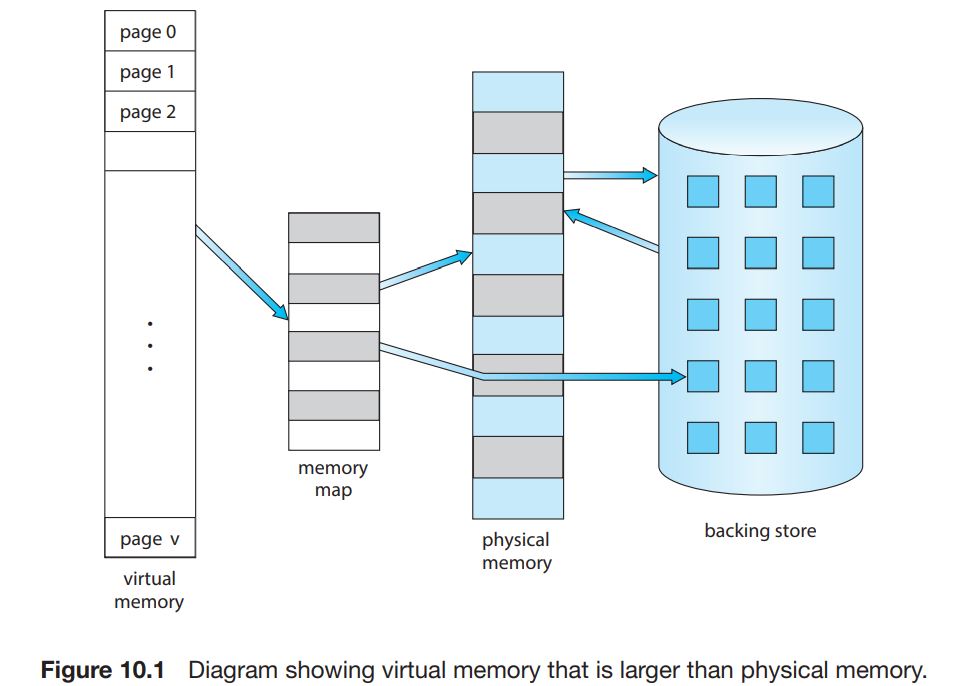 page 0
page 1
page 2
page v
virtual
memory
memory
map
physical
memory
backing store
Figure 10.1 Diagram showing virtual memory that is larger than physical memory.